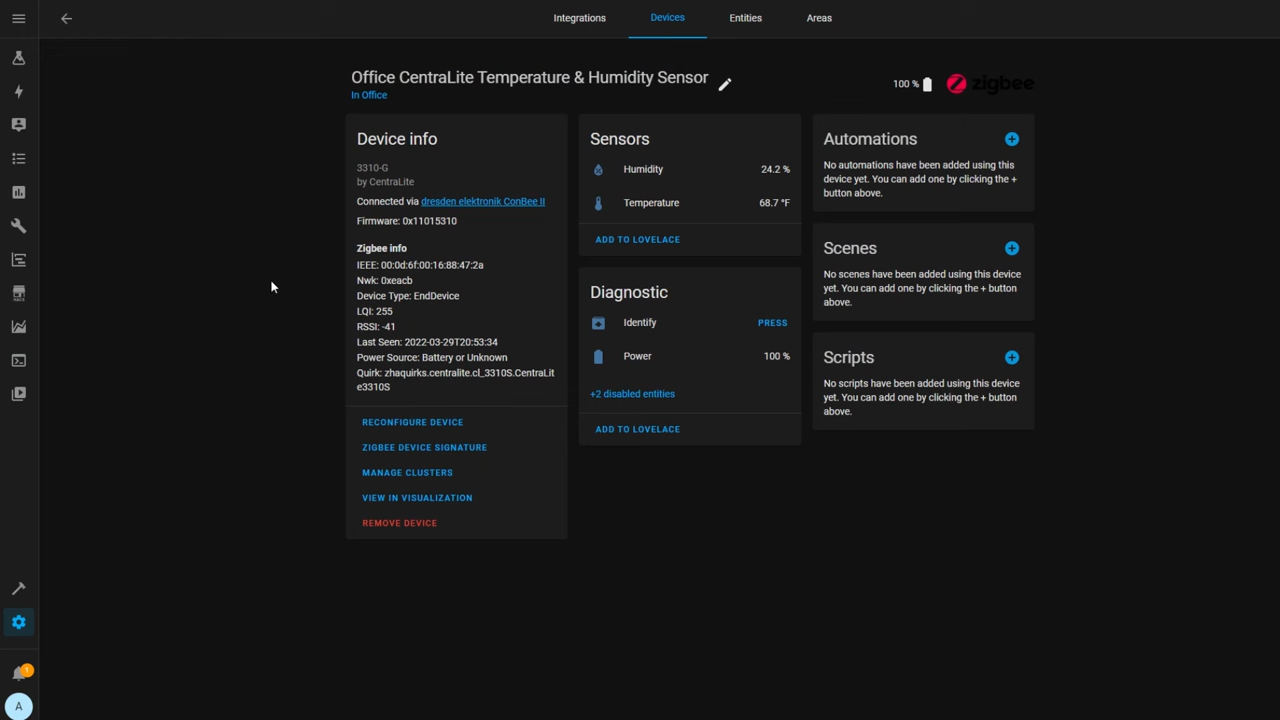 Integrations
Devices
Entities
Areas
Office CentraLite Temperature & Humidity Sensor
In Office
100 %
zigbee
Device info
3310-G
by CentraLite
Connected via dresden elektronik ConBee II
Firmware: 0x11015310
Zigbee info
IEEE: 00:0d:6f:00:16:88:47:2a
Nwk: 0xeacb
Device Type: EndDevice
LQI: 255
RSSI: -41
Last Seen: 2022-03-29T20:53:34
Power Source: Battery or Unknown
Quirk: zhaquirks.centralite.cl_3310S.CentraLit
e3310S
RECONFIGURE DEVICE
ZIGBEE DEVICE SIGNATURE
MANAGE CLUSTERS
VIEW IN VISUALIZATION
REMOVE DEVICE
Sensors
Humidity 24.2 %
Temperature 68.7 °F
ADD TO LOVELACE
Diagnostic
Identify PRESS
Power 100 %
+2 disabled entities
ADD TO LOVELACE
Automations
No automations have been added using this
device yet. You can add one by clicking the +
button above.
Scenes
No scenes have been added using this device
yet. You can add one by clicking the + button
above.
Scripts
No scripts have been added using this device
yet. You can add one by clicking the + button
above.
1
A